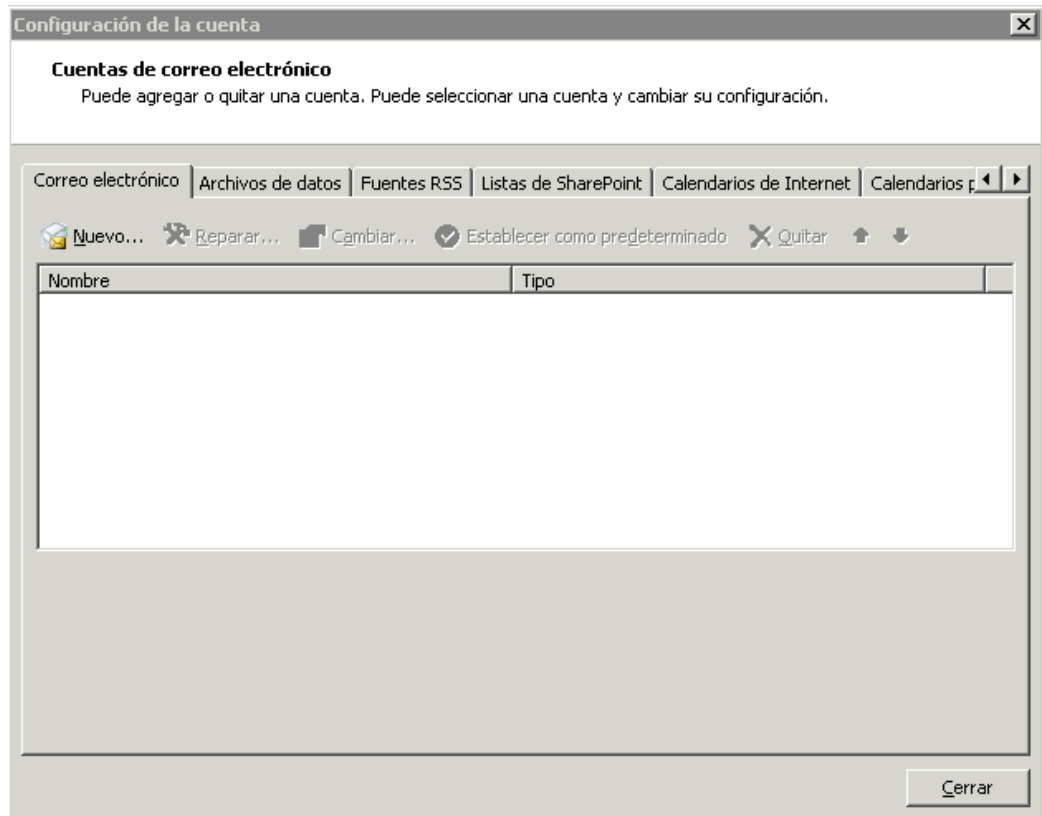 Configuración de la cuenta
Cuentas de correo electrónico
Puede agregar o quitar una cuenta. Puede seleccionar una cuenta y cambiar su configuración.
Correo electrónico Archivos de datos Fuentes RSS Listas de SharePoint Calendarios de Internet Calendarios
Nuevo... Reparar... Cambiar... Establecer como predeterminado Quitar
Nombre Tipo
Cerrar